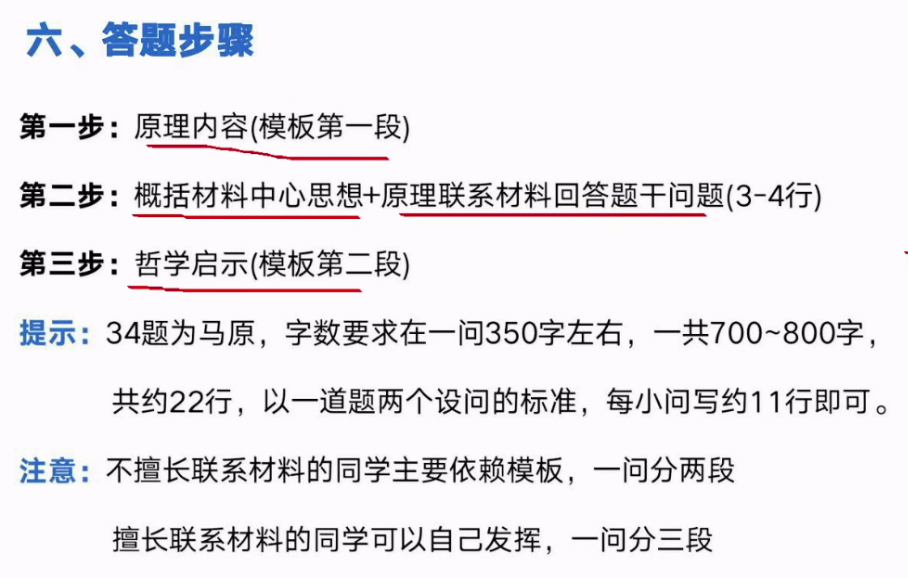 六、答题步骤
第一步：原理内容(模板第一段)
第二步：概括材料中心思想+原理联系材料回答题干问题(3-4行)
第三步：哲学启示(模板第二段)
提示：34题为马原，字数要求在一问350字左右，一共700~800字，
共约22行，以一道题两个设问的标准，每小问写约11行即可。
注意：不擅长联系材料的同学主要依赖模板，一问分两段
擅长联系材料的同学可以自己发挥，一问分三段